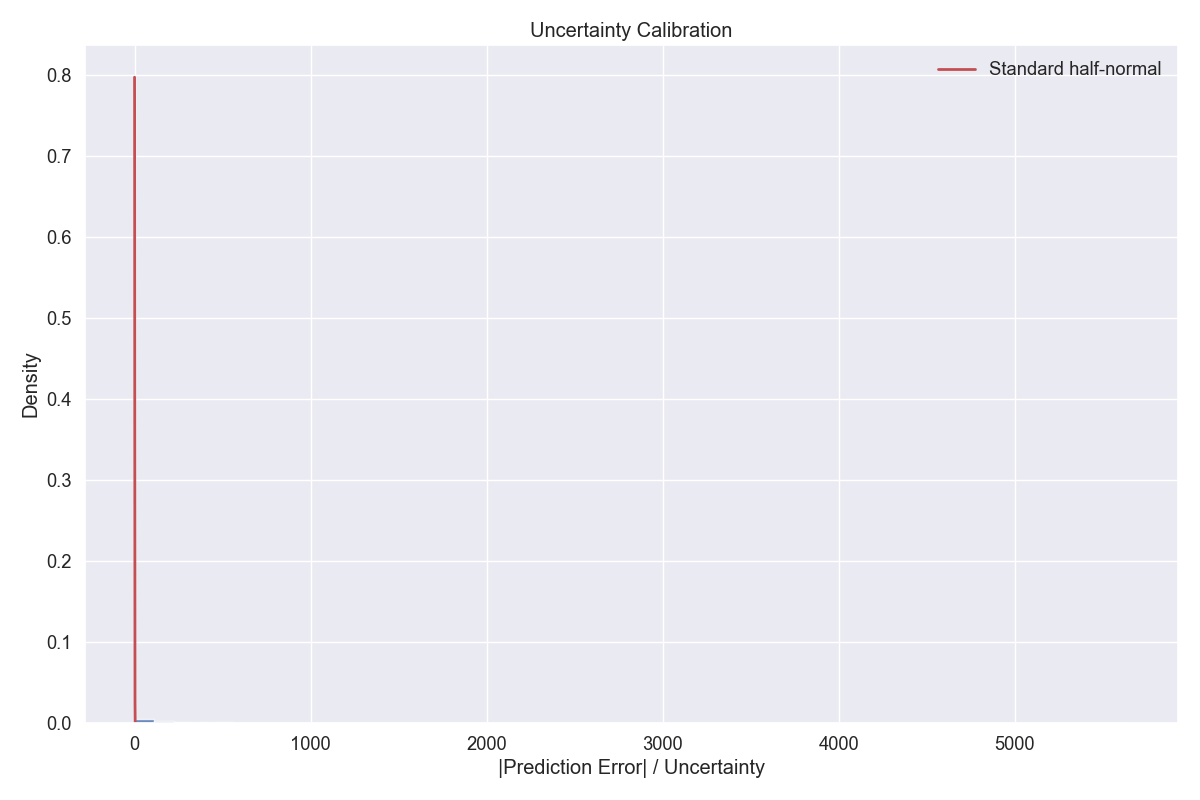 Uncertainty Calibration
Standard half-normal
Density
0.8
0.7
0.6
0.5
0.4
0.3
0.2
0.1
0.0
0 1000 2000 3000 4000 5000
|Prediction Error| / Uncertainty